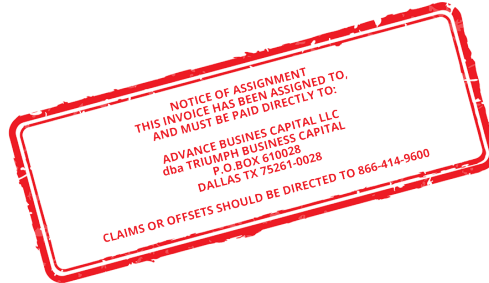 NOTICE OF ASSIGNMENT
THIS INVOICE HAS BEEN ASSIGNED TO,
AND MUST BE PAID DIRECTLY TO:
ADVANCE BUSINES CAPITAL LLC
dba TRIUMPH BUSINESS CAPITAL
P.O.BOX 610028
DALLAS TX 75261-0028
CLAIMS OR OFFSETS SHOULD BE DIRECTED TO 866-414-9600